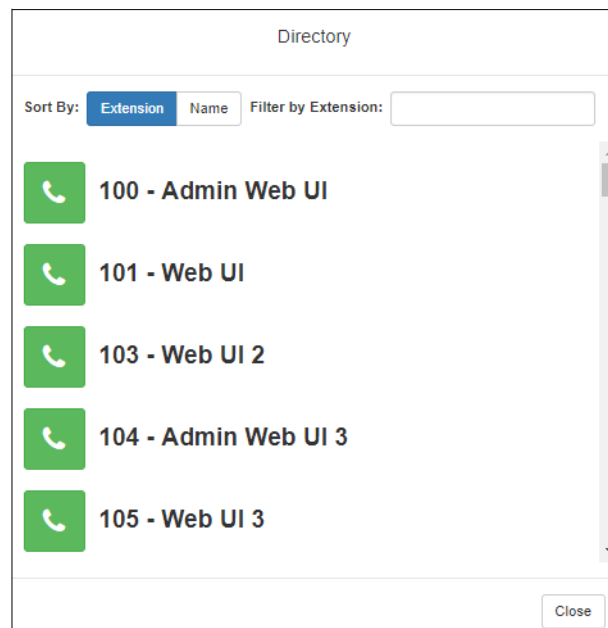 Directory
Sort By: Extension Name Filter by Extension:
100 - Admin Web UI
101 - Web UI
103 - Web UI 2
104 - Admin Web UI 3
105 - Web UI 3
Close